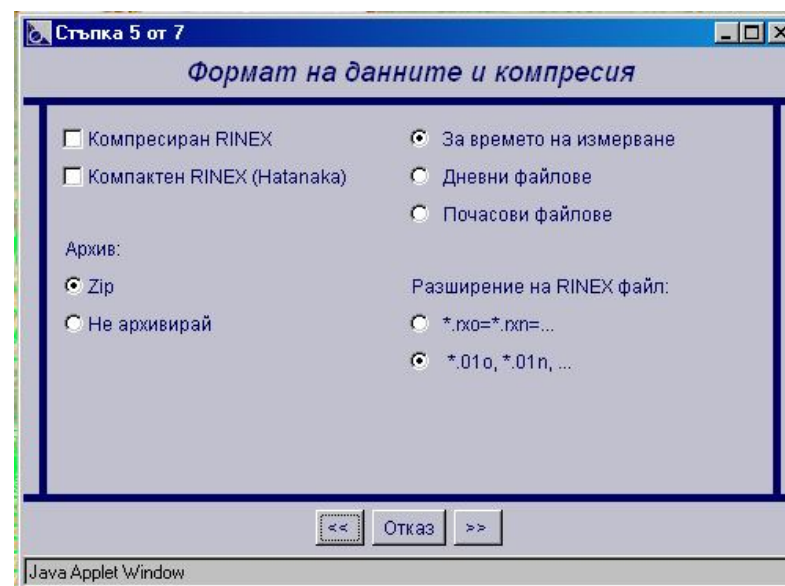 Стъпка 5 от 7
Формат на данните и компресия
Компресиран RINEX
Компактен RINEX (Hatanaka)
Архив:
Zip
Не архивирай
За времето на измерване
Дневни файлове
Почасови файлове
Разширение на RINEX файл:
*.rxo=*.rxn=...
*.01o, *.01n, ...
<< Отказ >>
Java Applet Window